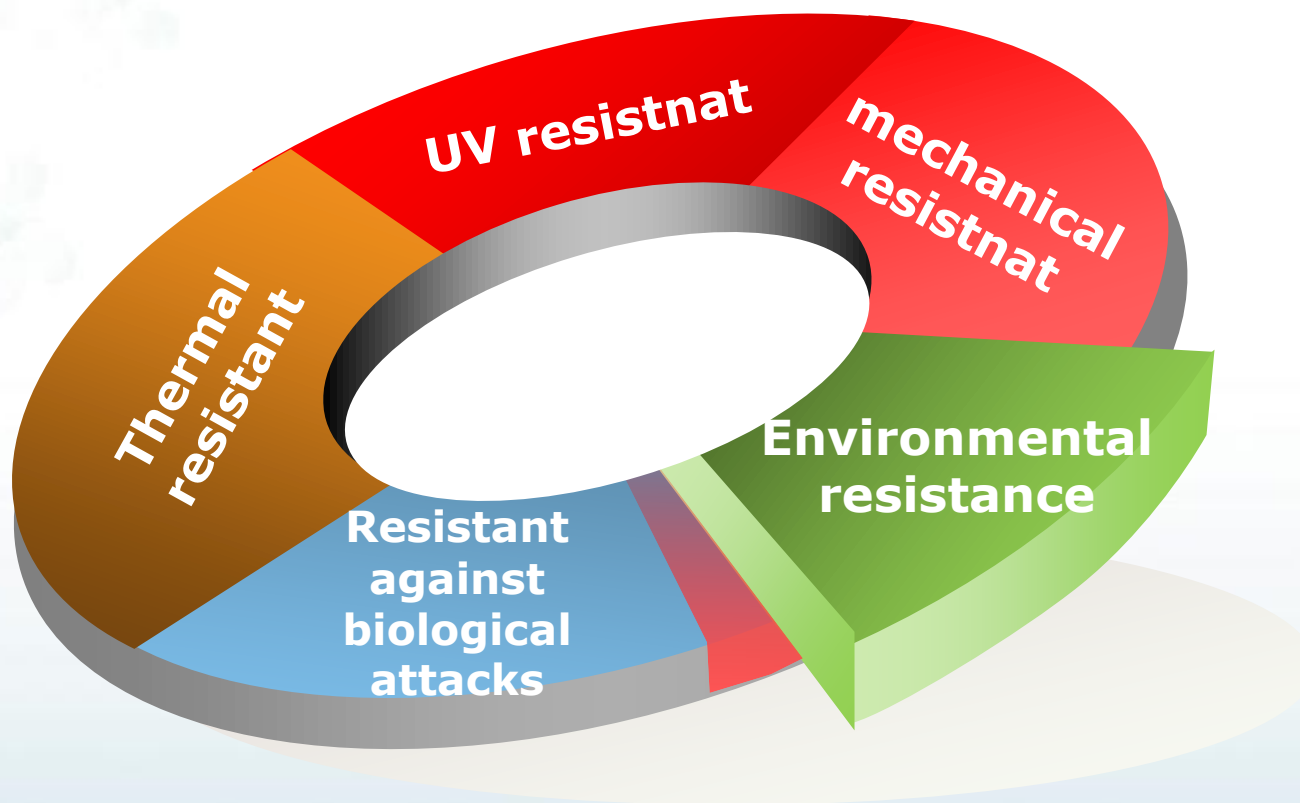 UV resistnat
mechanical
resistnat
Thermal
resistant
Environmental
resistance
Resistant
against
biological
attacks